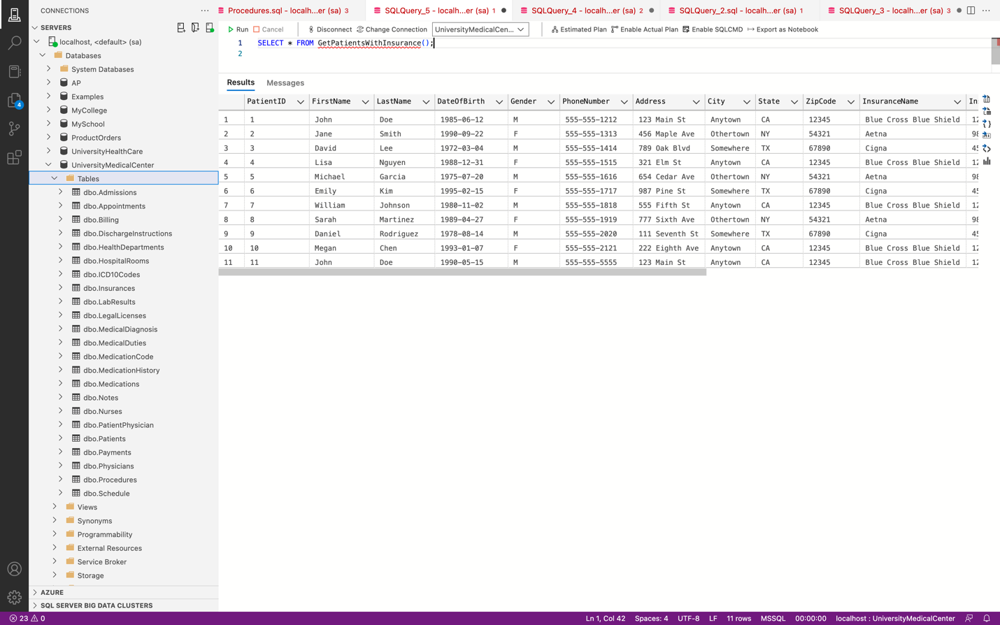 CONNECTIONS
SERVERS
localhost, <default> (sa)
Databases
System Databases
AP
Examples
MyCollege
MySchool
ProductOrders
UniversityHealthCare
UniversityMedicalCenter
Tables
dbo.Admissions
dbo.Appointments
dbo.Billing
dbo.DischargeInstructions
dbo.HealthDepartments
dbo.HospitalRooms
dbo.ICD10Codes
dbo.Insurances
dbo.LabResults
dbo.LegalLicenses
dbo.MedicalDiagnosis
dbo.MedicalDuties
dbo.MedicationCode
dbo.MedicationHistory
dbo.Medications
dbo.Notes
dbo.Nurses
dbo.PatientPhysician
dbo.Patients
dbo.Payments
dbo.Physicians
dbo.Procedures
dbo.Schedule
Views
Synonyms
Programmability
External Resources
Service Broker
Storage
AZURE
SQL SERVER BIG DATA CLUSTERS
4
Procedures.sql - localh...er (sa) 3
SQLQuery_5 - localh...er (sa) 1
SQLQuery_4 - localh...er (sa) 2
SQLQuery_2.sql - localh...er (sa) 1
SQLQuery_3 - localh...er (sa) 3
Run Cancel Disconnect Change Connection UniversityMedicalCen... Estimated Plan Enable Actual Plan Enable SQLCMD Export as Notebook
1 SELECT * FROM GetPatientsWithInsurance();
2
Results Messages
PatientID FirstName LastName DateOfBirth Gender PhoneNumber Address City State ZipCode InsuranceName In
1 1 John Doe 1985-06-12 M 555-555-1212 123 Main St Anytown CA 12345 Blue Cross Blue Shield 12
2 2 Jane Smith 1990-09-22 F 555-555-1313 456 Maple Ave Othertown NY 54321 Aetna 98
3 3 David Lee 1972-03-04 M 555-555-1414 789 Oak Blvd Somewhere TX 67890 Cigna 45
4 4 Lisa Nguyen 1988-12-31 F 555-555-1515 321 Elm St Anytown CA 12345 Blue Cross Blue Shield 12
5 5 Michael Garcia 1975-07-20 M 555-555-1616 654 Cedar Ave Othertown NY 54321 Aetna 98
6 6 Emily Kim 1995-02-15 F 555-555-1717 987 Pine St Somewhere TX 67890 Cigna 45
7 7 William Johnson 1980-11-02 M 555-555-1818 555 Fifth St Anytown CA 12345 Blue Cross Blue Shield 12
8 8 Sarah Martinez 1989-04-27 F 555-555-1919 777 Sixth Ave Othertown NY 54321 Aetna 98
9 9 Daniel Rodriguez 1978-08-14 M 555-555-2020 111 Seventh St Somewhere TX 67890 Cigna 45
10 10 Megan Chen 1993-01-07 F 555-555-2121 222 Eighth Ave Anytown CA 12345 Blue Cross Blue Shield 12
11 11 John Doe 1990-05-15 M 555-555-5555 123 Main St Anytown CA 12345 Blue Cross Blue Shield 12
23 0 Ln 1, Col 42 Spaces: 4 UTF-8 LF 11 rows MSSQL 00:00:00 localhost : UniversityMedicalCenter